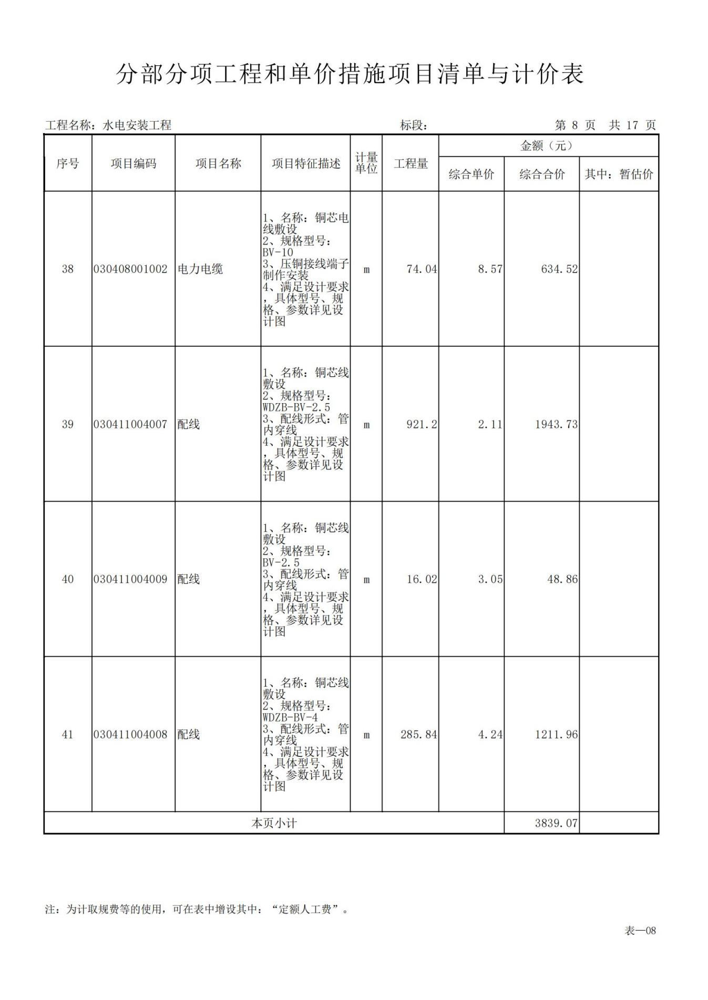 分部分项工程和单价措施项目清单与计价表
工程名称：水电安装工程 标段： 第 8 页 共 17 页
序号 项目编码 项目名称 项目特征描述 计量单位 工程量 金额（元）
综合单价 综合合价 其中：暂估价
38 030408001002 电力电缆
1、名称：铜芯电
线敷设
2、规格型号：
BV-10
3、压铜接线端子
制作安装
4、满足设计要求
，具体型号、规
格、参数详见设
计图
m 74.04 8.57 634.52
39 030411004007 配线
1、名称：铜芯线
敷设
2、规格型号：
WDZB-BV-2.5
3、配线形式：管
内穿线
4、满足设计要求
，具体型号、规
格、参数详见设
计图
m 921.2 2.11 1943.73
40 030411004009 配线
1、名称：铜芯线
敷设
2、规格型号：
BV-2.5
3、配线形式：管
内穿线
4、满足设计要求
，具体型号、规
格、参数详见设
计图
m 16.02 3.05 48.86
41 030411004008 配线
1、名称：铜芯线
敷设
2、规格型号：
WDZB-BV-4
3、配线形式：管
内穿线
4、满足设计要求
，具体型号、规
格、参数详见设
计图
m 285.84 4.24 1211.96
本页小计 3839.07
注：为计取规费等的使用，可在表中增设其中：“定额人工费”。
表—08